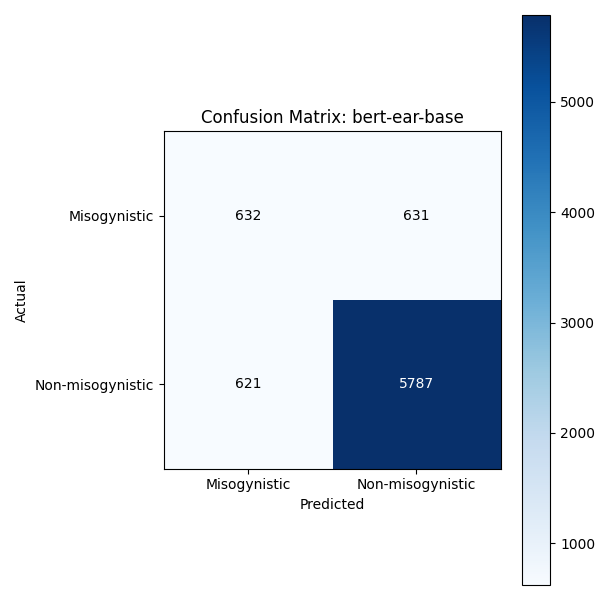 Confusion Matrix: bert-ear-base
Misogynistic
632
631
Actual
Non-misogynistic
621
5787
Misogynistic
Non-misogynistic
Predicted
5000
4000
3000
2000
1000